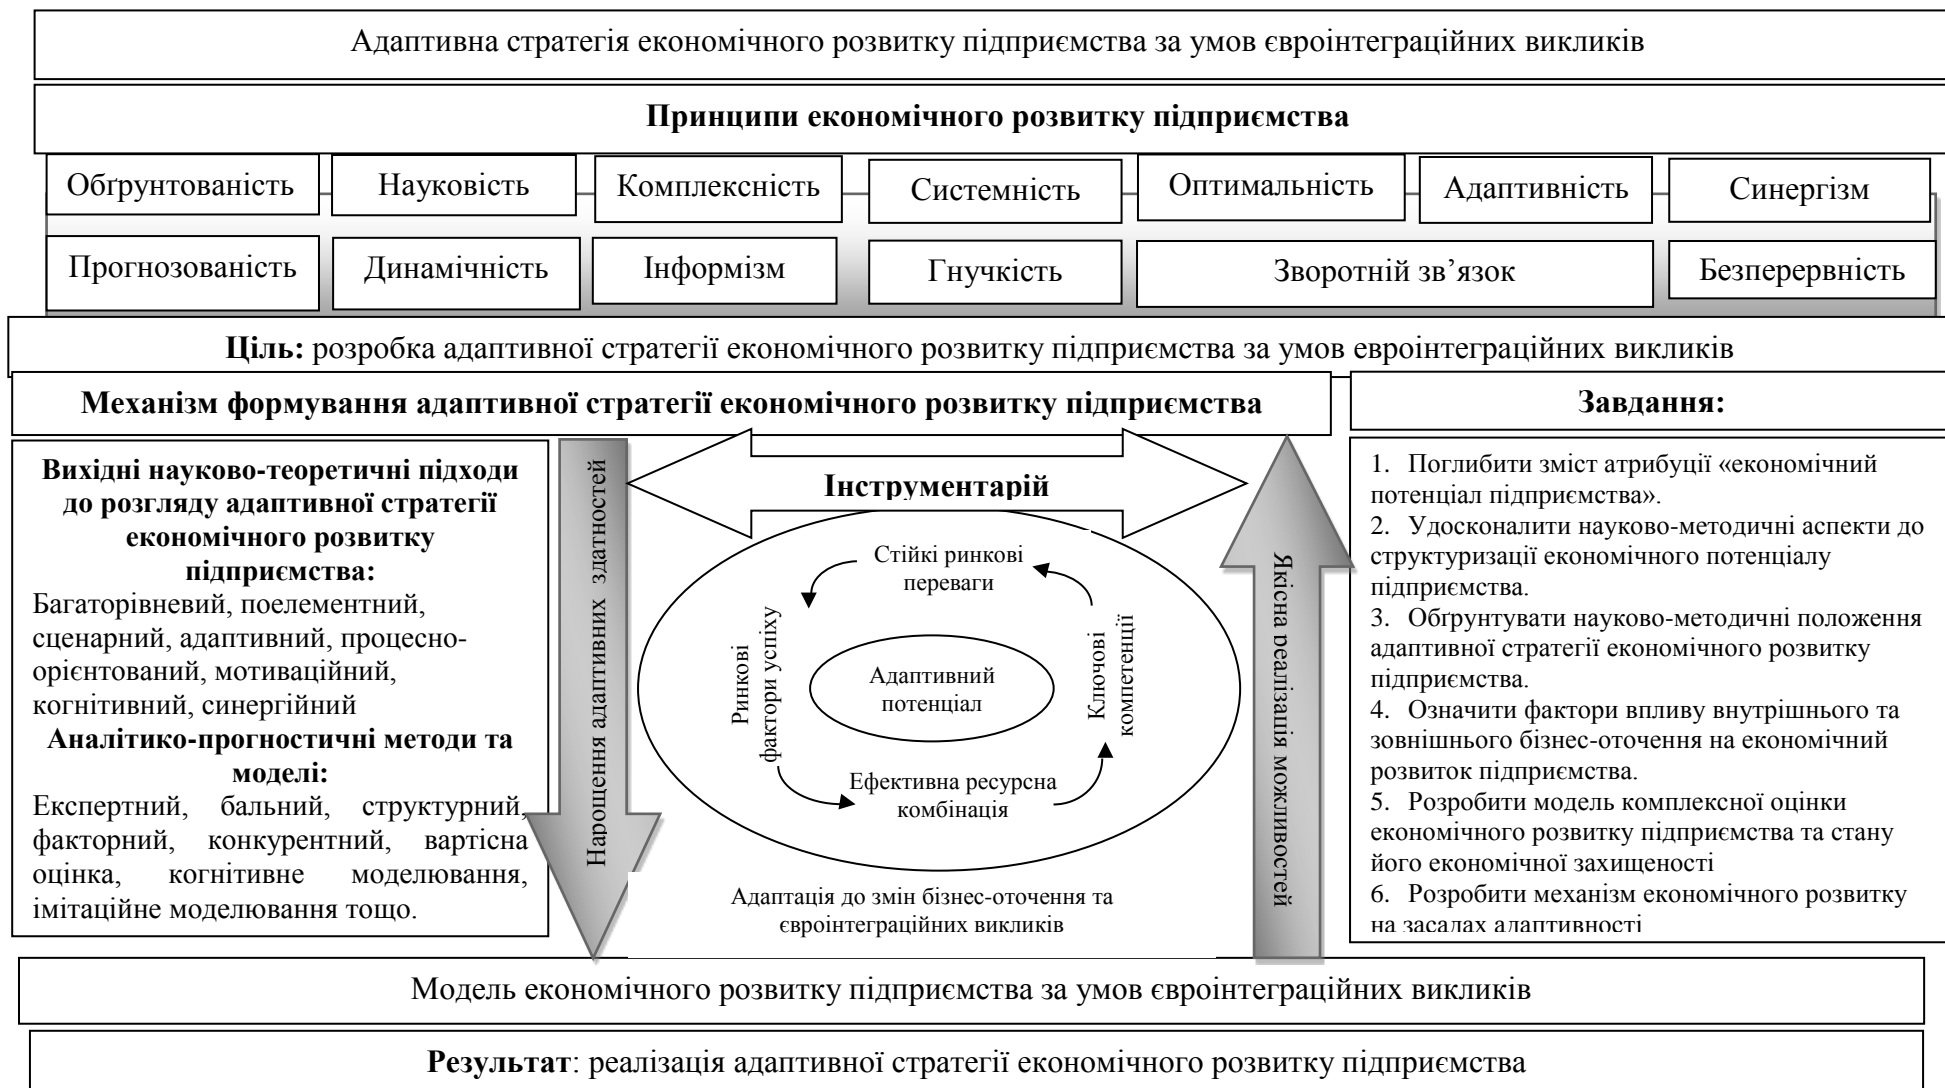 Адаптивна стратегія економічного розвитку підприємства за умов євроінтеграційних викликів
Принципи економічного розвитку підприємства
Обґрунтованість
Науковість
Комплексність
Системність
Оптимальність
Адаптивність
Синергізм
Прогнозованість
Динамічність
Інформізм
Гнучкість
Зворотній зв’язок
Безперервність
Ціль: розробка адаптивної стратегії економічного розвитку підприємства за умов евроінтеграційних викликів
Механізм формування адаптивної стратегії економічного розвитку підприємства
Вихідні науково-теоретичні підходи
до розгляду адаптивної стратегії
економічного розвитку
підприємства:
Багаторівневий, поелементний,
сценарний, адаптивний, процесно-
орієнтований, мотиваційний,
когнітивний, синергійний
Аналітико-прогностичні методи та
моделі:
Експертний, бальний, структурний,
факторний, конкурентний, вартісна
оцінка, когнітивне моделювання,
імітаційне моделювання тощо.
Нарощення адаптивних здатностей
Інструментарій
Стійкі ринкові
переваги
Ринкові
фактори успіху
Адаптивний
потенціал
Ключові
компетенції
Ефективна ресурсна
комбінація
Адаптація до змін бізнес-оточення та
євроінтеграційних викликів
Якісна реалізація можливостей
Завдання:
1. Поглибити зміст атрибуції «економічний
потенціал підприємства».
2. Удосконалити науково-методичні аспекти до
структуризації економічного потенціалу
підприємства.
3. Обґрунтувати науково-методичні положення
адаптивної стратегії економічного розвитку
підприємства.
4. Означити фактори впливу внутрішнього та
зовнішнього бізнес-оточення на економічний
розвиток підприємства.
5. Розробити модель комплексної оцінки
економічного розвитку підприємства та стану
його економічної захищеності
6. Розробити механізм економічного розвитку
на засадах адаптивності
Модель економічного розвитку підприємства за умов євроінтеграційних викликів
Результат: реалізація адаптивної стратегії економічного розвитку підприємства